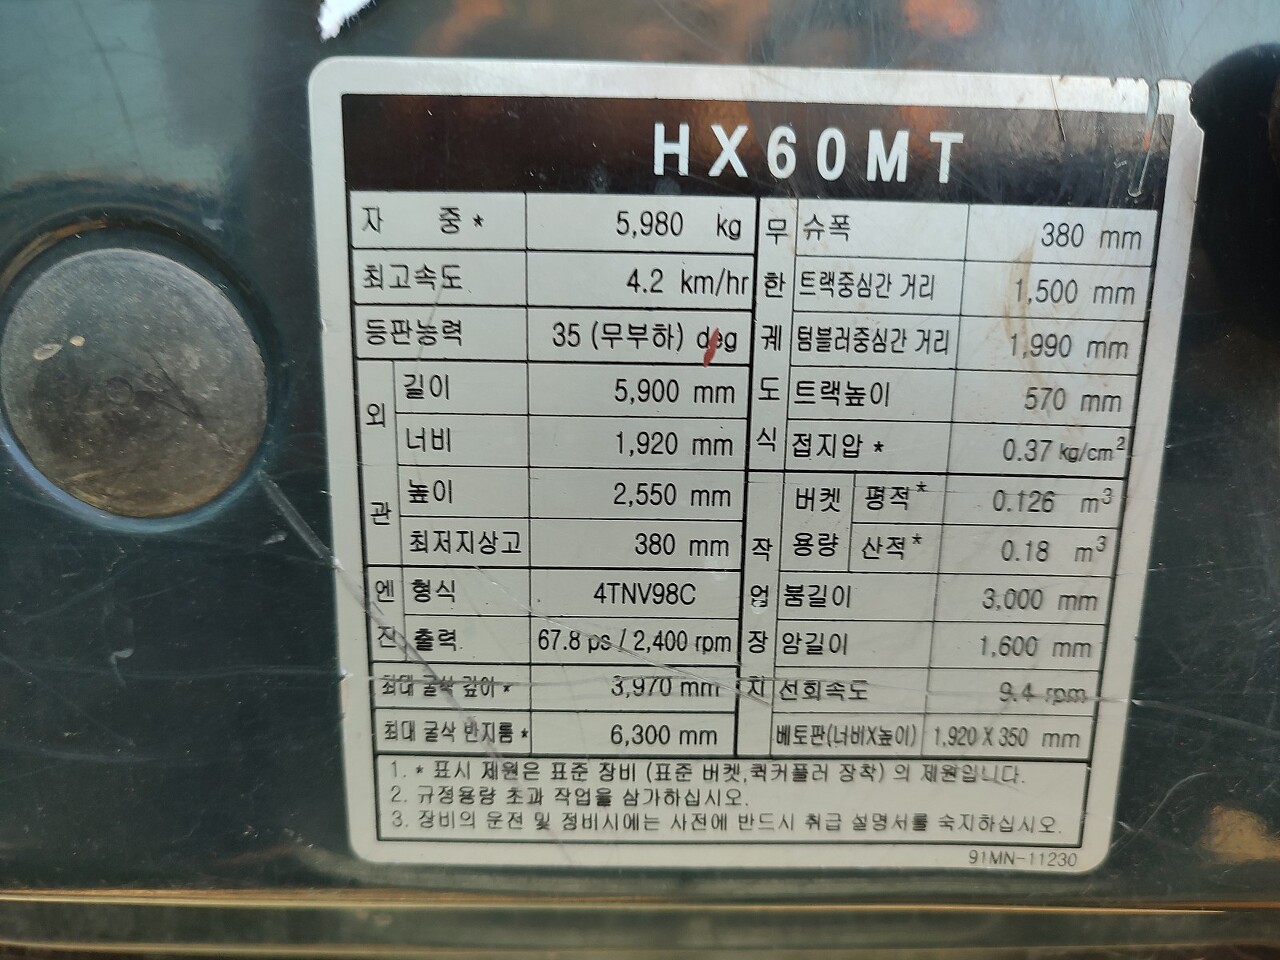 HX60MT
자 중 * 5,980 kg
최고속도 4.2 km/hr
등판능력 35 (무부하) deg
외관
길이 5,900 mm
너비 1,920 mm
높이 2,550 mm
최저지상고 380 mm
엔진
형식 4TNV98C
출력 67.8 ps / 2,400 rpm
최대 굴삭 깊이 * 3,970 mm
최대 굴삭 반지름 * 6,300 mm
무한궤도식
슈폭 380 mm
트랙중심간 거리 1,500 mm
텀블러중심간 거리 1,990 mm
트랙높이 570 mm
접지압 * 0.37 kg/cm²
작업장치
버켓용량
평적* 0.126 m³
산적* 0.18 m³
붐길이 3,000 mm
암길이 1,600 mm
선회속도 9.4 rpm
베토판(너비X높이) 1,920 X 350 mm
1. * 표시 제원은 표준 장비 (표준 버켓,퀵커플러 장착) 의 제원입니다.
2. 규정용량 초과 작업을 삼가하십시오.
3. 장비의 운전 및 정비시에는 사전에 반드시 취급 설명서를 숙지하십시오.
91MN-11230